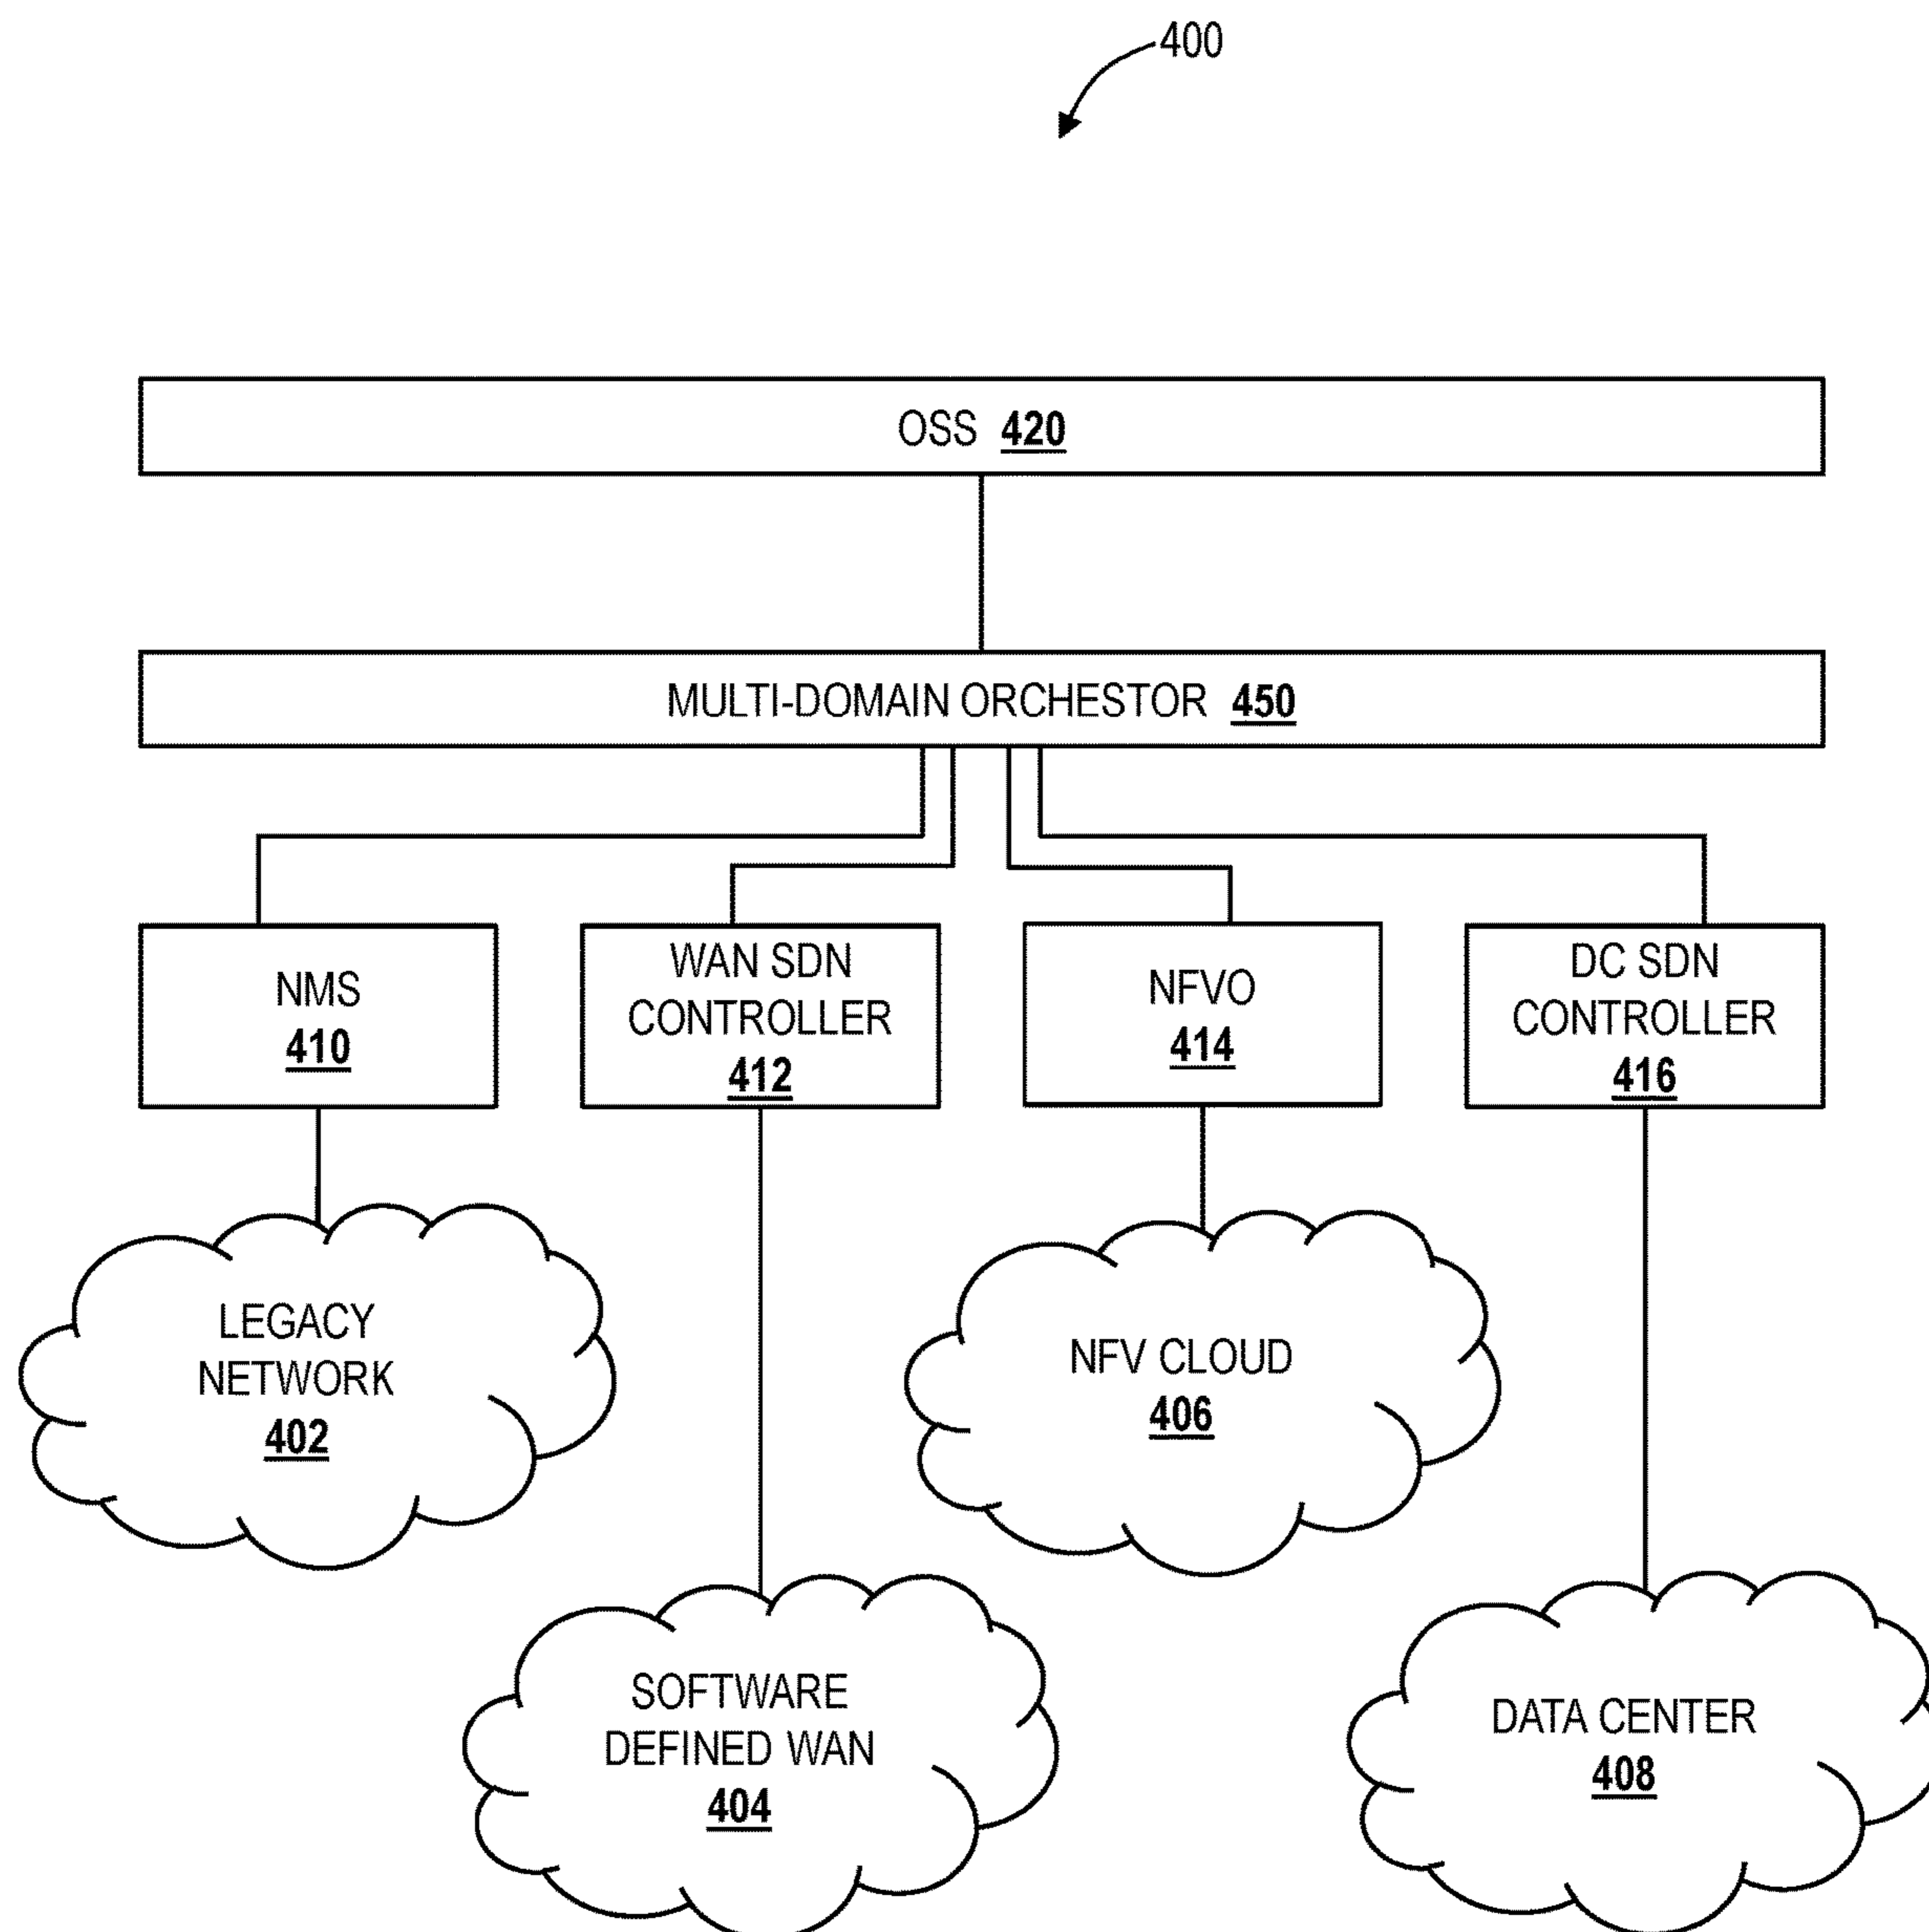 400
OSS 420
MULTI-DOMAIN ORCHESTOR 450
NMS
410
WAN SDN
CONTROLLER
412
NFVO
414
DC SDN
CONTROLLER
416
LEGACY
NETWORK
402
NFV CLOUD
406
SOFTWARE
DEFINED WAN
404
DATA CENTER
408